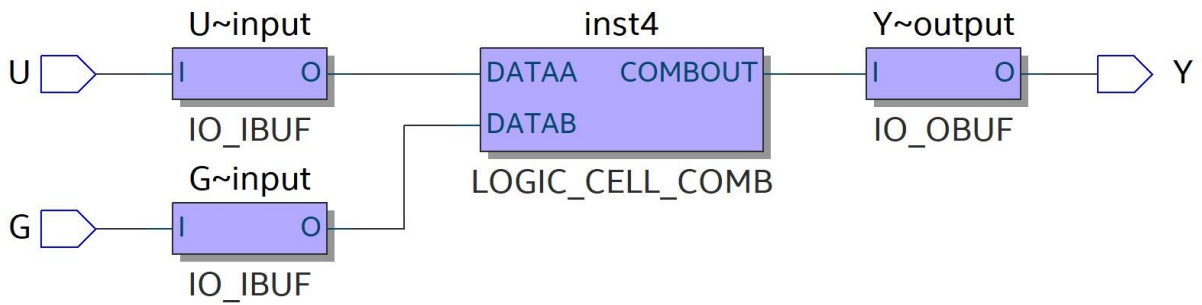 U~input
inst4
Y~output
U
I
O
DATAA
COMBOUT
I
O
Y
DATAB
IO_IBUF
IO_OBUF
G~input
LOGIC_CELL_COMB
G
I
O
IO_IBUF